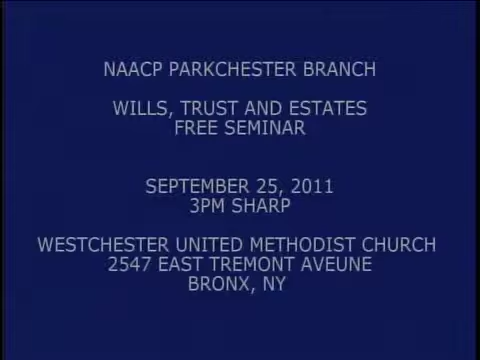 NAACP PARKCHESTER BRANCH
WILLS, TRUST AND ESTATES
FREE SEMINAR
SEPTEMBER 25, 2011
3PM SHARP
WESTCHESTER UNITED METHODIST CHURCH
2547 EAST TREMONT AVEUNE
BRONX, NY